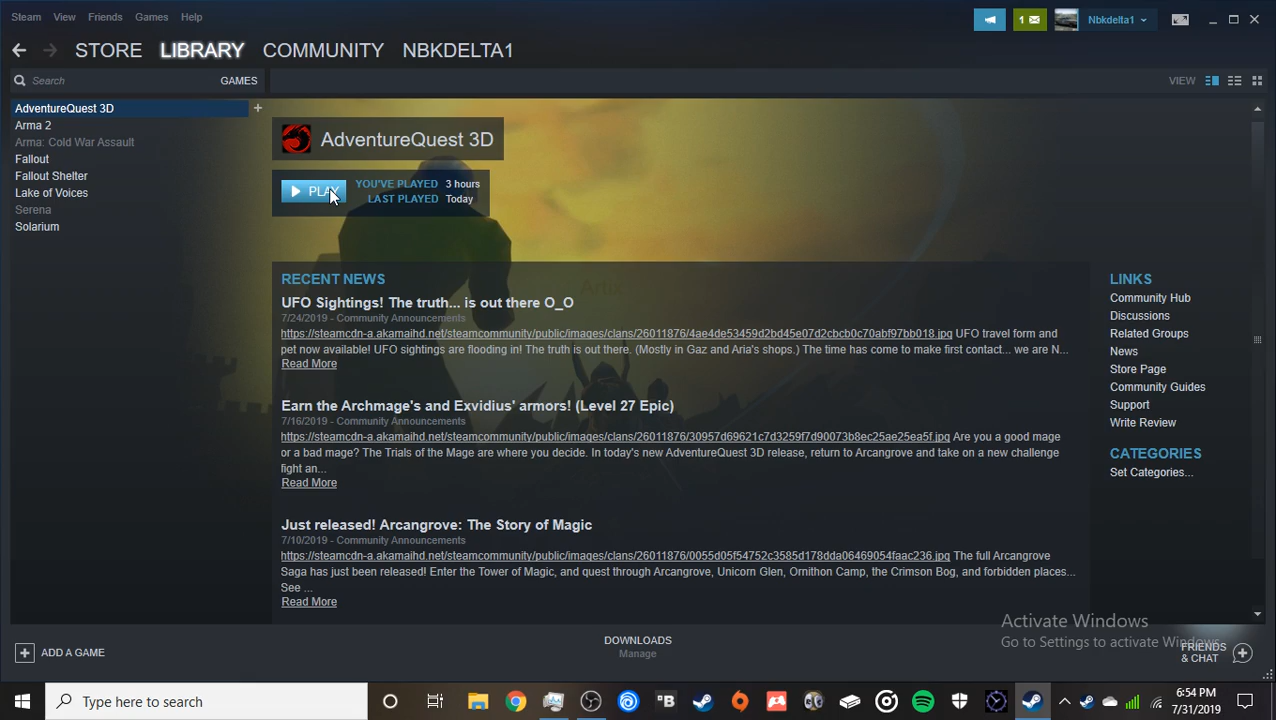 Steam View Friends Games Help
1 Nbkdelta1
STORE LIBRARY COMMUNITY NBKDELTA1
Search GAMES VIEW
AdventureQuest 3D +
Arma 2
Arma: Cold War Assault
Fallout
Fallout Shelter
Lake of Voices
Serena
Solarium
AdventureQuest 3D
PLAY YOU'VE PLAYED 3 hours
LAST PLAYED Today
RECENT NEWS
UFO Sightings! The truth... is out there O_O
7/24/2019 - Community Announcements
https://steamcdn-a.akamaihd.net/steamcommunity/public/images/clans/26011876/4ae4de53459d2bd45e07d2cbcb0c70abf97bb018.jpg UFO travel form and
pet now available! UFO sightings are flooding in! The truth is out there. (Mostly in Gaz and Aria's shops.) The time has come to make first contact... we are N...
Read More
Earn the Archmage's and Exvidius' armors! (Level 27 Epic)
7/16/2019 - Community Announcements
https://steamcdn-a.akamaihd.net/steamcommunity/public/images/clans/26011876/30957d69621c7d3259f7d90073b8ec25ae25ea5f.jpg Are you a good mage
or a bad mage? The Trials of the Mage are where you decide. In today's new AdventureQuest 3D release, return to Arcangrove and take on a new challenge
fight an...
Read More
Just released! Arcangrove: The Story of Magic
7/10/2019 - Community Announcements
https://steamcdn-a.akamaihd.net/steamcommunity/public/images/clans/26011876/0055d05f54752c3585d178dda06469054faac236.jpg The full Arcangrove
Saga has just been released! Enter the Tower of Magic, and quest through Arcangrove, Unicorn Glen, Ornithon Camp, the Crimson Bog, and forbidden places...
See ...
Read More
LINKS
Community Hub
Discussions
Related Groups
News
Store Page
Community Guides
Support
Write Review
CATEGORIES
Set Categories...
Artix
Activate Windows
Go to Settings to activate Windows.
+ ADD A GAME
DOWNLOADS
Manage
FRIENDS
& CHAT
Type here to search
B
6:54 PM
7/31/2019